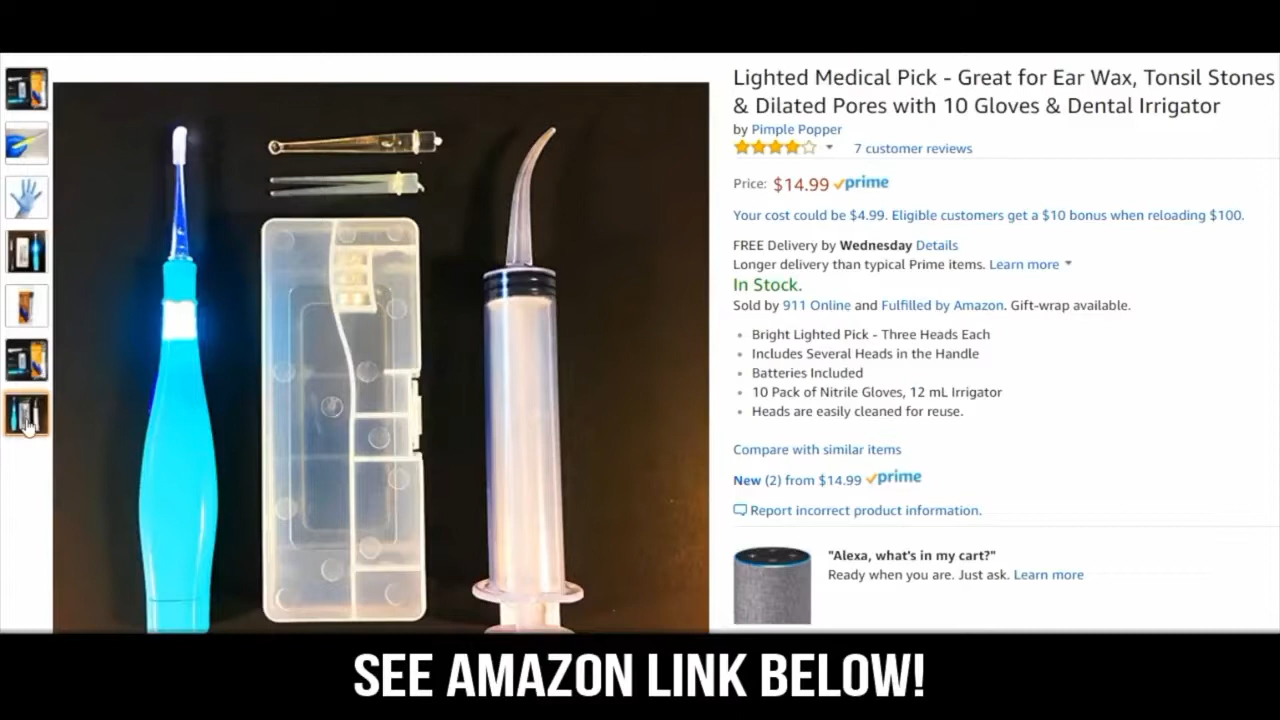 Lighted Medical Pick - Great for Ear Wax, Tonsil Stones
& Dilated Pores with 10 Gloves & Dental Irrigator
by Pimple Popper
7 customer reviews
Price: $14.99 prime
Your cost could be $4.99. Eligible customers get a $10 bonus when reloading $100.
FREE Delivery by Wednesday Details
Longer delivery than typical Prime items. Learn more
In Stock.
Sold by 911 Online and Fulfilled by Amazon. Gift-wrap available.
Bright Lighted Pick - Three Heads Each
Includes Several Heads in the Handle
Batteries Included
10 Pack of Nitrile Gloves, 12 mL Irrigator
Heads are easily cleaned for reuse.
Compare with similar items
New (2) from $14.99 prime
Report incorrect product information.
"Alexa, what's in my cart?"
Ready when you are. Just ask. Learn more
SEE AMAZON LINK BELOW!